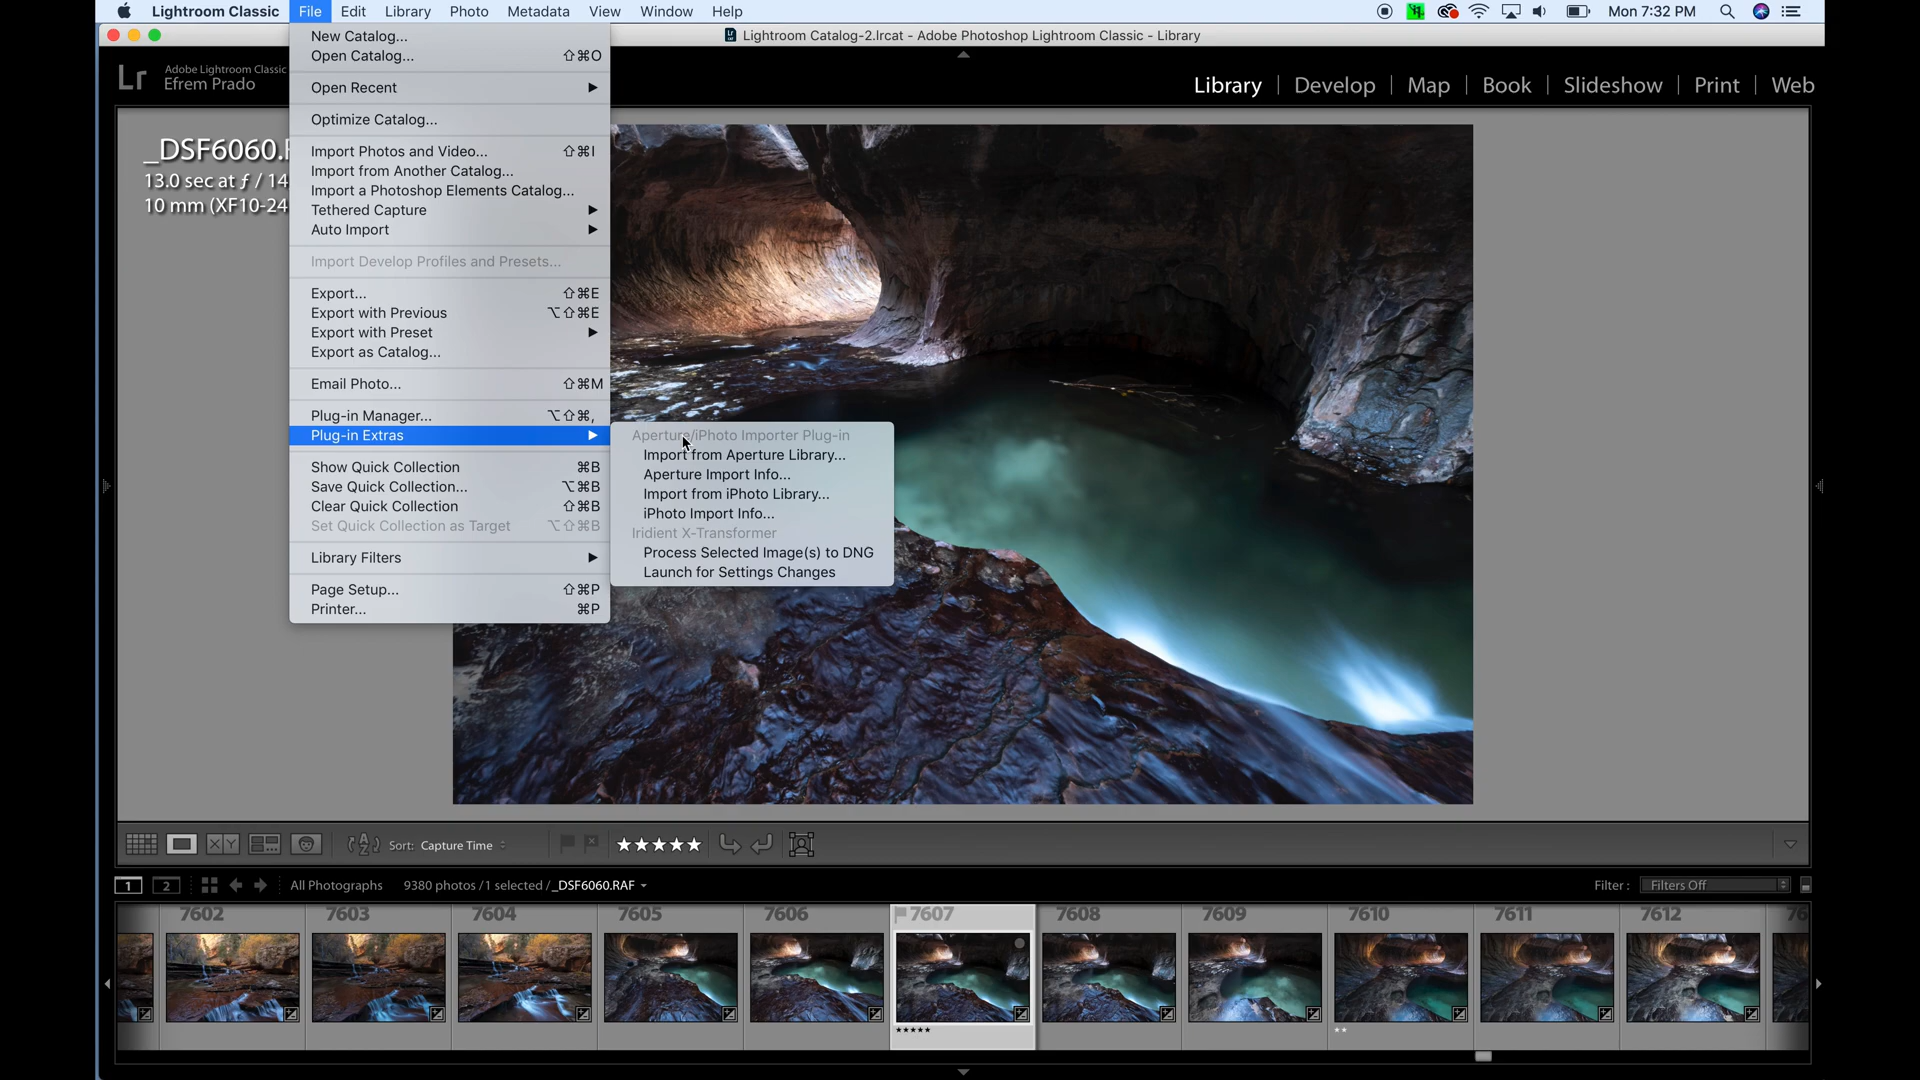 Lightroom Classic File Edit Library Photo Metadata View Window Help Mon 7:32 PM
Lightroom Catalog-2.lrcat - Adobe Photoshop Lightroom Classic - Library
Lr
Adobe Lightroom Classic
Efrem Prado
Library | Develop | Map | Book | Slideshow | Print | Web
_DSF6060.
13.0 sec at ƒ / 14
10 mm (XF10-24
New Catalog...
Open Catalog... ⇧⌘O
Open Recent ▶
Optimize Catalog...
Import Photos and Video... ⇧⌘I
Import from Another Catalog...
Import a Photoshop Elements Catalog...
Tethered Capture ▶
Auto Import ▶
Import Develop Profiles and Presets...
Export... ⇧⌘E
Export with Previous ⌥⇧⌘E
Export with Preset ▶
Export as Catalog...
Email Photo... ⇧⌘M
Plug-in Manager... ⌥⇧⌘,
Plug-in Extras ▶
Show Quick Collection ⌘B
Save Quick Collection... ⌥⌘B
Clear Quick Collection ⇧⌘B
Set Quick Collection as Target ⌥⇧⌘B
Library Filters ▶
Page Setup... ⇧⌘P
Printer... ⌘P
Aperture/iPhoto Importer Plug-in
Import from Aperture Library...
Aperture Import Info...
Import from iPhoto Library...
iPhoto Import Info...
Iridient X-Transformer
Process Selected Image(s) to DNG
Launch for Settings Changes
XY Sort: Capture Time ★★★★★
1 2 All Photographs 9380 photos /1 selected /_DSF6060.RAF Filter : Filters Off
7602 7603 7604 7605 7606 7607 7608 7609 7610 7611 7612 76
★★★★★ ★★